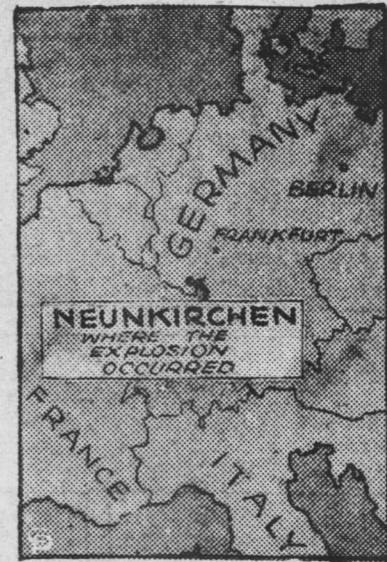 GERMANY
BERLIN
FRANKFURT
NEUNKIRCHEN
WHERE THE
EXPLOSION
OCCURRED
FRANCE
ITALY